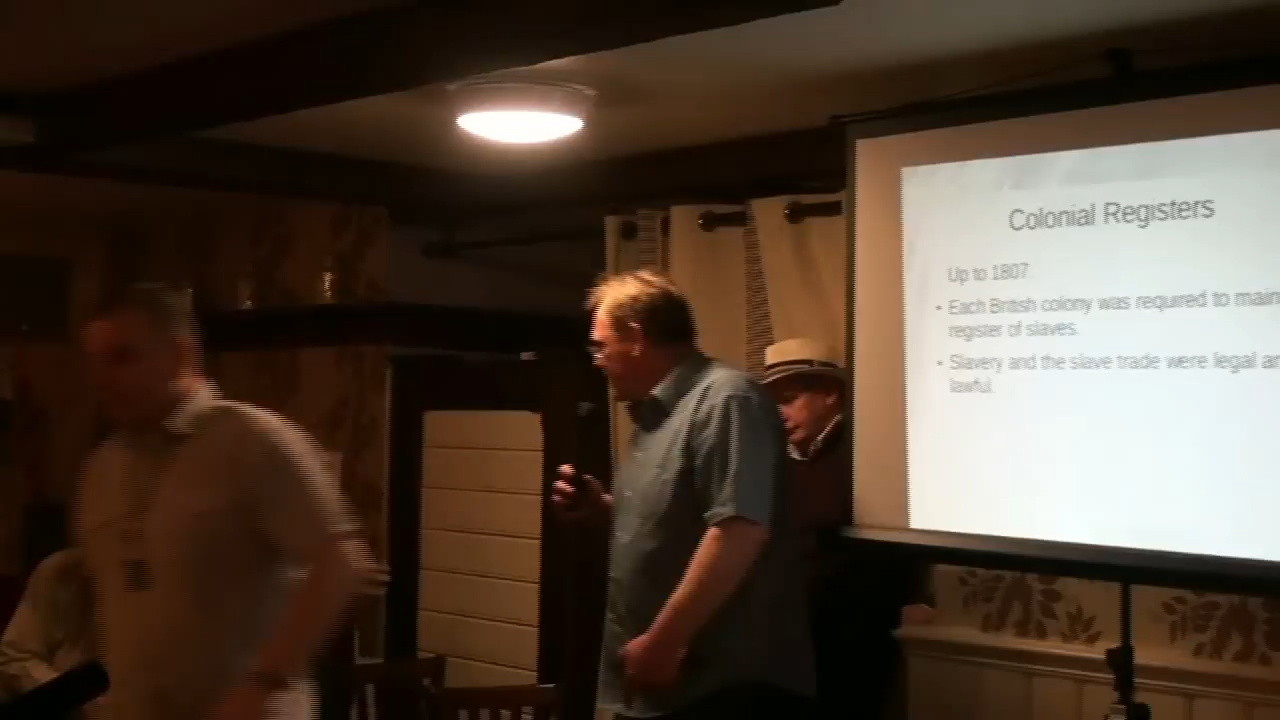 Colonial Registers
Up to 1807
• Each British colony was required to main
register of slaves.
• Slavery and the slave trade were legal an
lawful.